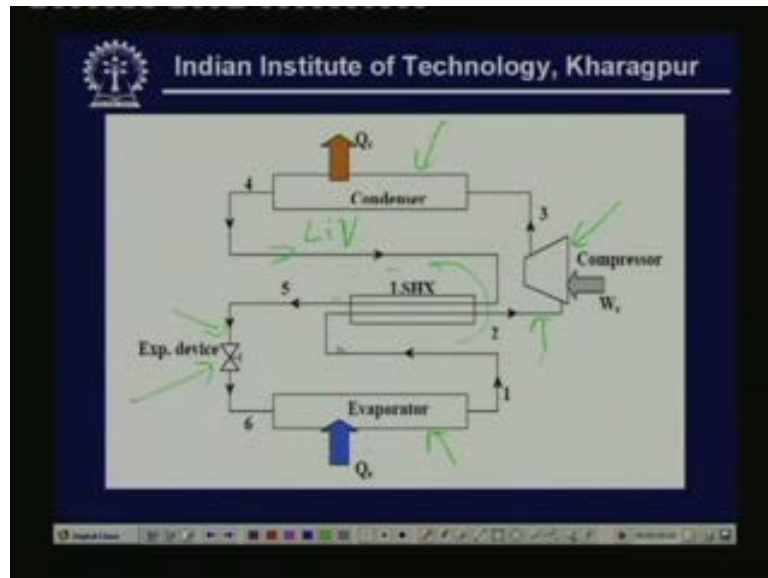 Indian Institute of Technology, Kharagpur
Qc
4
Condenser
3
LiV
Compressor
5
LSHX
Wc
2
Exp. device
1
Evaporator
6
Qe